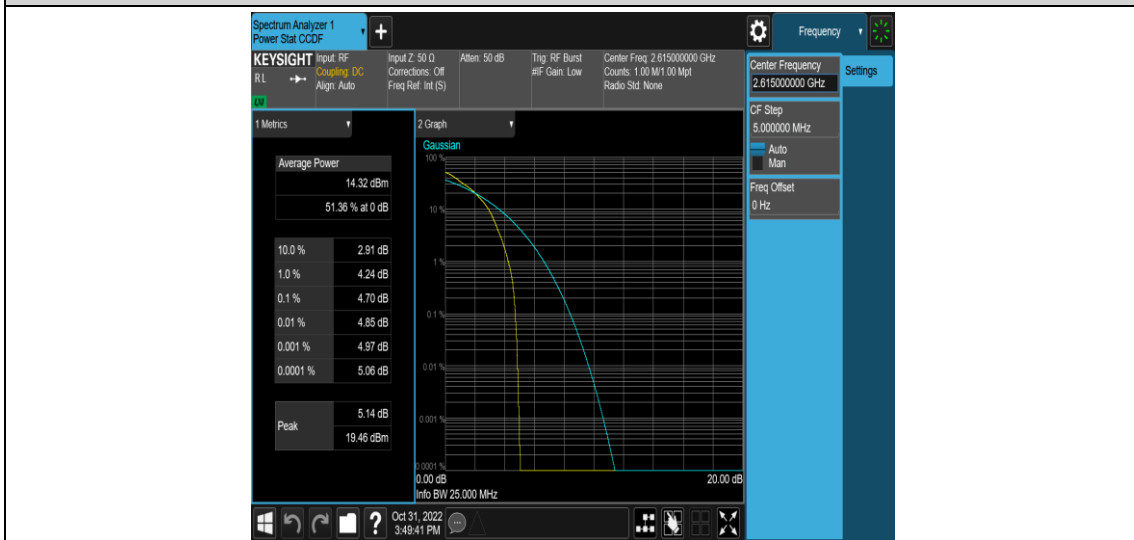 Spectrum Analyzer 1
Power Stat CCDF
+
Frequency
KEYSIGHT
RL
LXI
Input: RF
Coupling: DC
Align: Auto
Input Z: 50 Ω
Corrections: Off
Freq Ref: Int (S)
Atten: 50 dB
Trig: RF Burst
#IF Gain: Low
Center Freq: 2.615000000 GHz
Counts: 1.00 M/1.00 Mpt
Radio Std: None
Center Frequency
2.615000000 GHz
Settings
CF Step
5.000000 MHz
Auto
Man
Freq Offset
0 Hz
1 Metrics
Average Power
14.32 dBm
51.36 % at 0 dB
10.0 % 2.91 dB
1.0 % 4.24 dB
0.1 % 4.70 dB
0.01 % 4.85 dB
0.001 % 4.97 dB
0.0001 % 5.06 dB
Peak
5.14 dB
19.46 dBm
2 Graph
Gaussian
100 %
10 %
1 %
0.1 %
0.01 %
0.001 %
0.0001 %
0.00 dB 20.00 dB
Info BW 25.000 MHz
?
Oct 31, 2022
3:49:41 PM